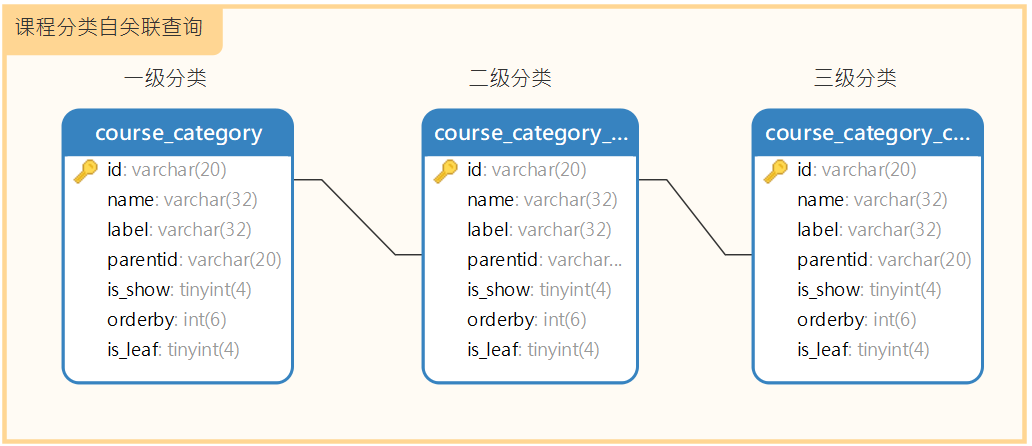 课程分类自关联查询
一级分类
二级分类
三级分类
course_category
id: varchar(20)
name: varchar(32)
label: varchar(32)
parentid: varchar(20)
is_show: tinyint(4)
orderby: int(6)
is_leaf: tinyint(4)
course_category_...
id: varchar(20)
name: varchar(32)
label: varchar(32)
parentid: varchar...
is_show: tinyint(4)
orderby: int(6)
is_leaf: tinyint(4)
course_category_c...
id: varchar(20)
name: varchar(32)
label: varchar(32)
parentid: varchar(20)
is_show: tinyint(4)
orderby: int(6)
is_leaf: tinyint(4)